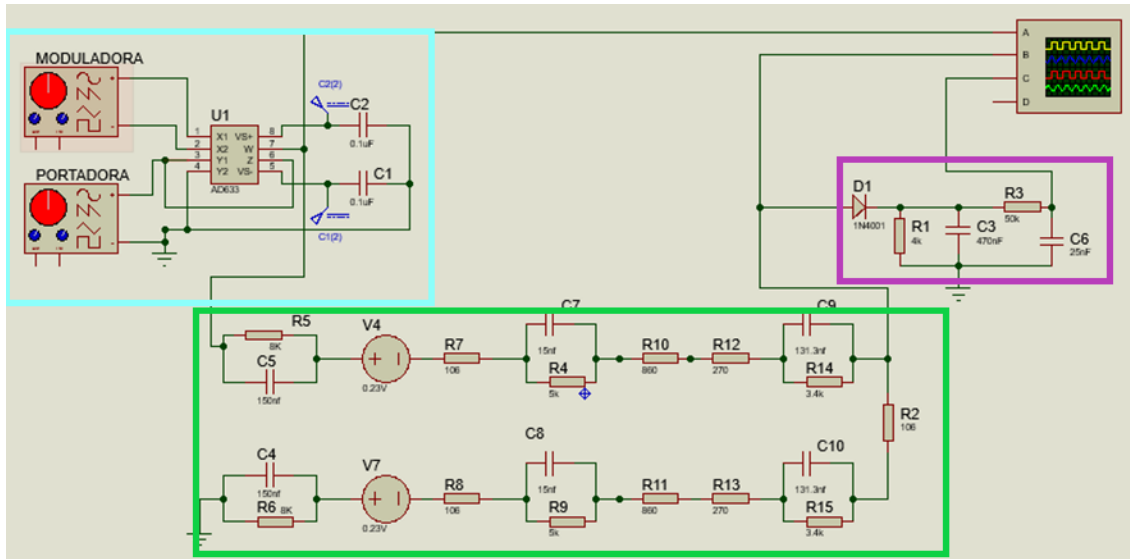 MODULADORA
PORTADORA
U1
1
2
3
4
X1 VS+
X2 W
Y1 Z
Y2 VS-
8
7
6
5
AD633
C2(2)
C2
0.1uF
C1
0.1uF
C1(2)
A
B
C
D
D1
1N4001
R1
4k
C3
470nF
R3
50k
C6
25nF
R5
8K
C5
150nf
V4
0.23V
R7
106
C7
15nf
R4
5k
R10
860
R12
270
C9
131.3nf
R14
3.4k
R2
106
C4
150nf
R6 8K
V7
0.23V
R8
106
C8
15nf
R9
5k
R11
860
R13
270
C10
131.3nf
R15
3.4k